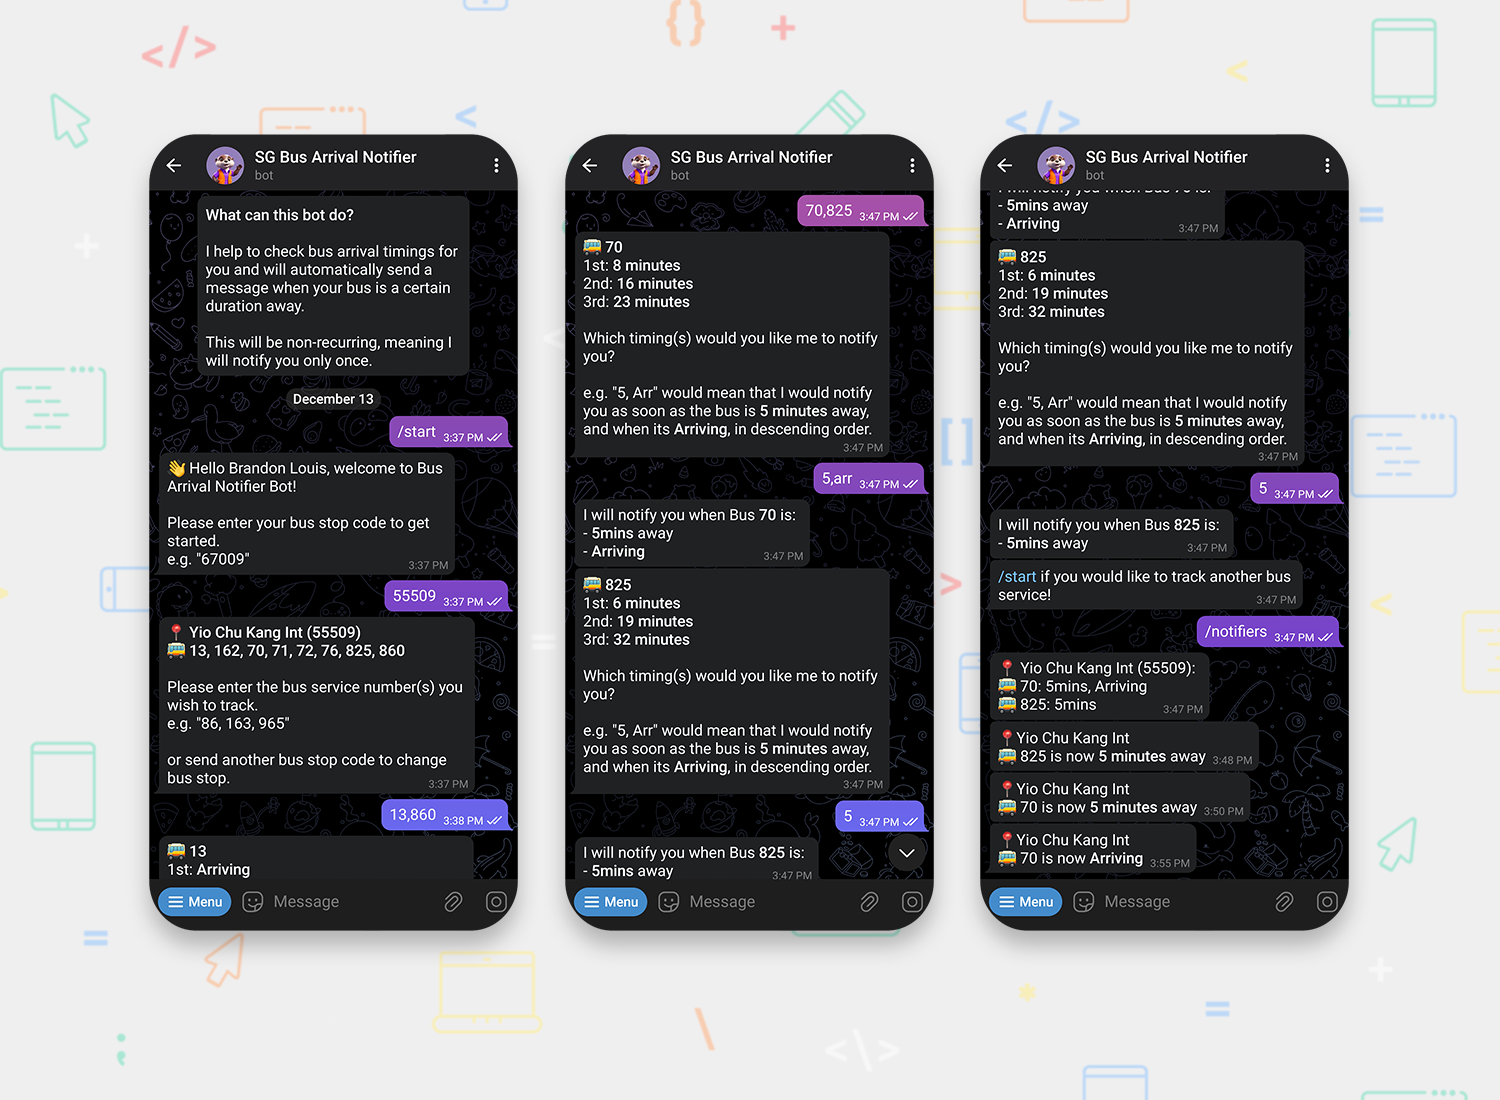 SG Bus Arrival Notifier
bot
What can this bot do?
I help to check bus arrival timings for
you and will automatically send a
message when your bus is a certain
duration away.
This will be non-recurring, meaning I
will notify you only once.
December 13
/start 3:37 PM
👋 Hello Brandon Louis, welcome to Bus
Arrival Notifier Bot!
Please enter your bus stop code to get
started.
e.g. "67009"
3:37 PM
55509 3:37 PM
📍 Yio Chu Kang Int (55509)
🚌 13, 162, 70, 71, 72, 76, 825, 860
Please enter the bus service number(s) you
wish to track.
e.g. "86, 163, 965"
or send another bus stop code to change
bus stop.
3:37 PM
13,860 3:38 PM
🚌 13
1st: Arriving
Menu
Message
SG Bus Arrival Notifier
bot
70,825 3:47 PM
🚌 70
1st: 8 minutes
2nd: 16 minutes
3rd: 23 minutes
Which timing(s) would you like me to notify
you?
e.g. "5, Arr" would mean that I would notify
you as soon as the bus is 5 minutes away,
and when its Arriving, in descending order.
3:47 PM
5,arr 3:47 PM
I will notify you when Bus 70 is:
- 5mins away
- Arriving
3:47 PM
🚌 825
1st: 6 minutes
2nd: 19 minutes
3rd: 32 minutes
Which timing(s) would you like me to notify
you?
e.g. "5, Arr" would mean that I would notify
you as soon as the bus is 5 minutes away,
and when its Arriving, in descending order.
3:47 PM
5 3:47 PM
I will notify you when Bus 825 is:
- 5mins away
3:47 PM
Menu
Message
SG Bus Arrival Notifier
bot
I will notify you when Bus 70 is:
- 5mins away
- Arriving
3:47 PM
🚌 825
1st: 6 minutes
2nd: 19 minutes
3rd: 32 minutes
Which timing(s) would you like me to notify
you?
e.g. "5, Arr" would mean that I would notify
you as soon as the bus is 5 minutes away,
and when its Arriving, in descending order.
3:47 PM
5 3:47 PM
I will notify you when Bus 825 is:
- 5mins away
3:47 PM
/start if you would like to track another bus
service!
3:47 PM
/notifiers 3:47 PM
📍 Yio Chu Kang Int (55509):
🚌 70: 5mins, Arriving
🚌 825: 5mins
3:47 PM
📍 Yio Chu Kang Int
🚌 825 is now 5 minutes away 3:48 PM
📍 Yio Chu Kang Int
🚌 70 is now 5 minutes away 3:50 PM
📍 Yio Chu Kang Int
🚌 70 is now Arriving 3:55 PM
Menu
Message